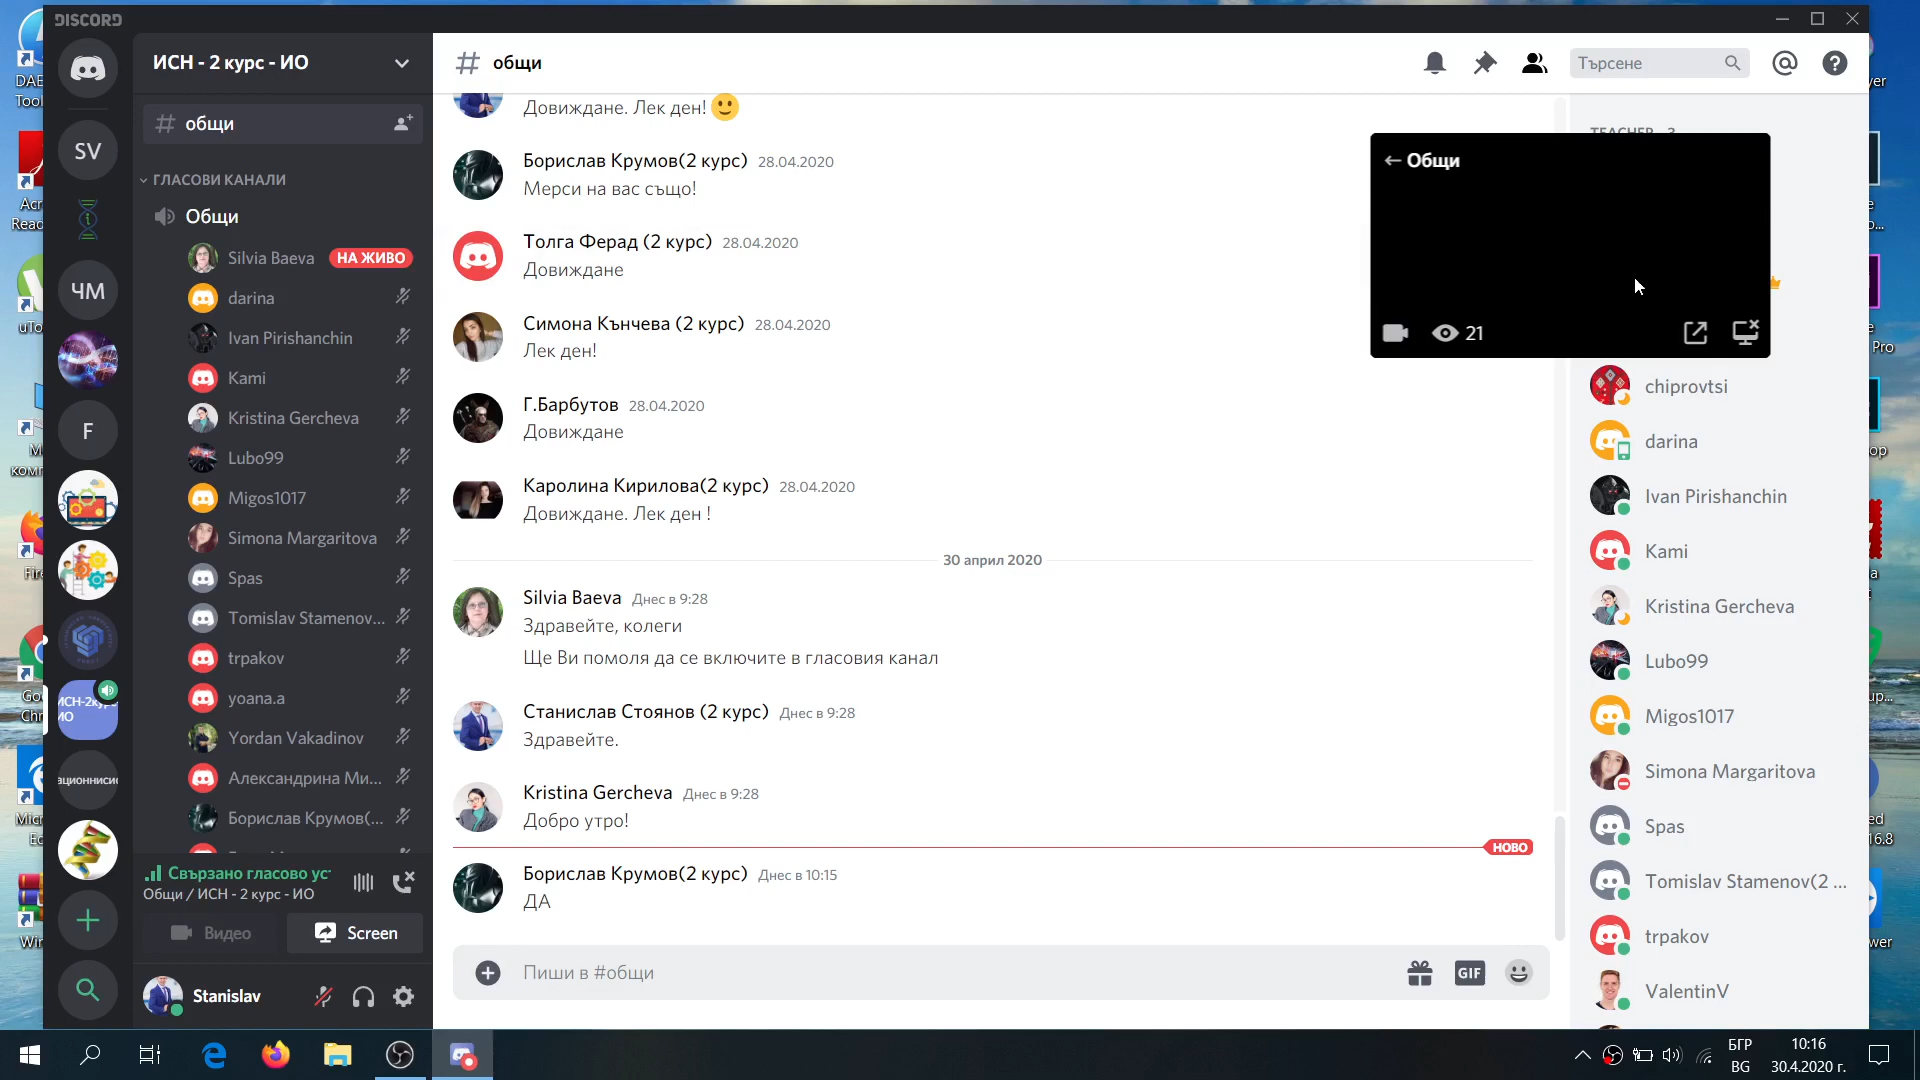 DISCORD
ИСН - 2 курс - ИО
общи
ГЛАСОВИ КАНАЛИ
Общи
Silvia Baeva НА ЖИВО
darina
Ivan Pirishanchin
Kami
Kristina Gercheva
Lubo99
Migos1017
Simona Margaritova
Spas
Tomislav Stamenov...
trpakov
yoana.a
Yordan Vakadinov
Александрина Ми...
Борислав Крумов(...
Свързано гласово ус
Общи / ИСН - 2 курс - ИО
Видео
Screen
Stanislav
SV
ЧМ
F
ИСН-2курс
ИО
ационниси
# общи
Търсене
Довиждане. Лек ден!
Борислав Крумов(2 курс) 28.04.2020
Мерси на вас също!
Толга Ферад (2 курс) 28.04.2020
Довиждане
Симона Кънчева (2 курс) 28.04.2020
Лек ден!
Г.Барбутов 28.04.2020
Довиждане
Каролина Кирилова(2 курс) 28.04.2020
Довиждане. Лек ден !
30 април 2020
Silvia Baeva Днес в 9:28
Здравейте, колеги
Ще Ви помоля да се включите в гласовия канал
Станислав Стоянов (2 курс) Днес в 9:28
Здравейте.
Kristina Gercheva Днес в 9:28
Добро утро!
НОВО
Борислав Крумов(2 курс) Днес в 10:15
ДА
Пиши в #общи
GIF
← Общи
21
chiprovtsi
darina
Ivan Pirishanchin
Kami
Kristina Gercheva
Lubo99
Migos1017
Simona Margaritova
Spas
Tomislav Stamenov(2 ...
trpakov
ValentinV
БГР
BG
10:16
30.4.2020 г.